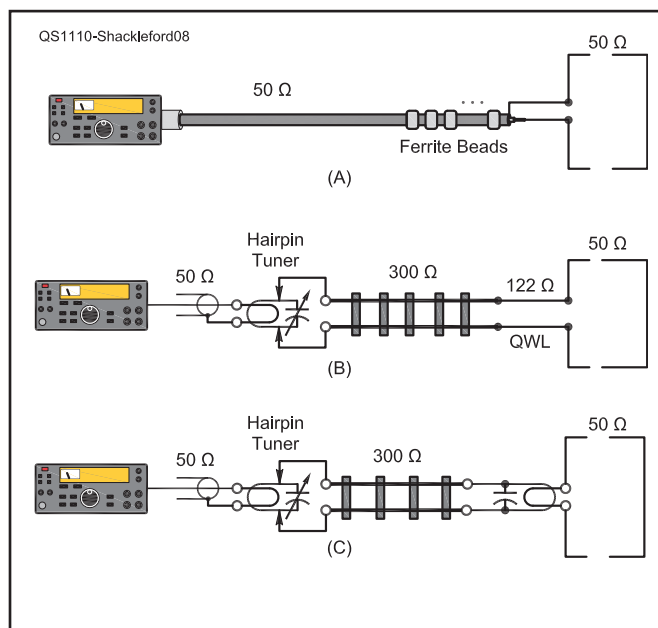 QS1110-Shackleford08
50 Ω
50 Ω
Ferrite Beads
(A)
Hairpin
Tuner
50 Ω
300 Ω
122 Ω
50 Ω
QWL
(B)
Hairpin
Tuner
50 Ω
300 Ω
50 Ω
(C)